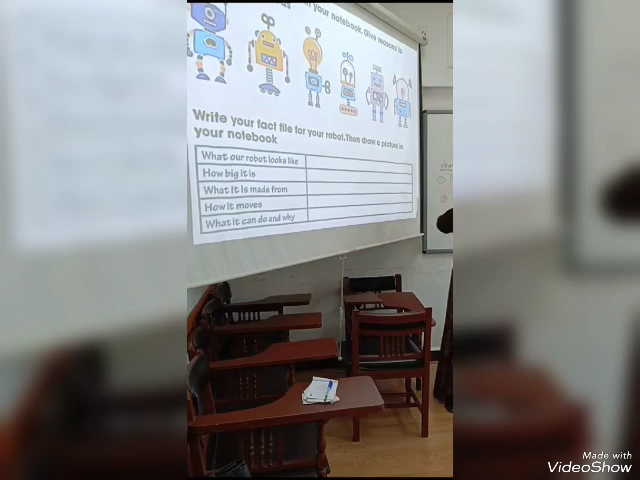 your notebook. Give reasons
Write your fact file for your robot. Then draw a picture in
your notebook
What our robot looks like
How big it is
What it is made from
How it moves
What it can do and why
Made with
VideoShow